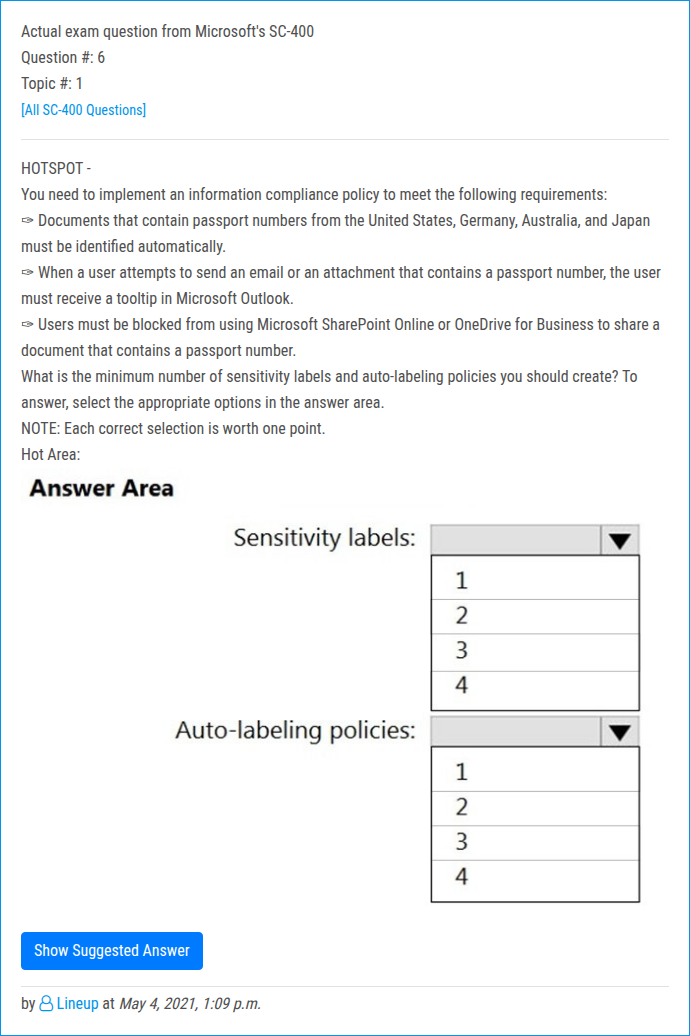 Actual exam question from Microsoft's SC-400
Question #: 6
Topic #: 1
[All SC-400 Questions]
HOTSPOT -
You need to implement an information compliance policy to meet the following requirements:
✑ Documents that contain passport numbers from the United States, Germany, Australia, and Japan
must be identified automatically.
✑ When a user attempts to send an email or an attachment that contains a passport number, the user
must receive a tooltip in Microsoft Outlook.
✑ Users must be blocked from using Microsoft SharePoint Online or OneDrive for Business to share a
document that contains a passport number.
What is the minimum number of sensitivity labels and auto-labeling policies you should create? To
answer, select the appropriate options in the answer area.
NOTE: Each correct selection is worth one point.
Hot Area:
Answer Area
Sensitivity labels:
1
2
3
4
Auto-labeling policies:
1
2
3
4
Show Suggested Answer
by Lineup at May 4, 2021, 1:09 p.m.